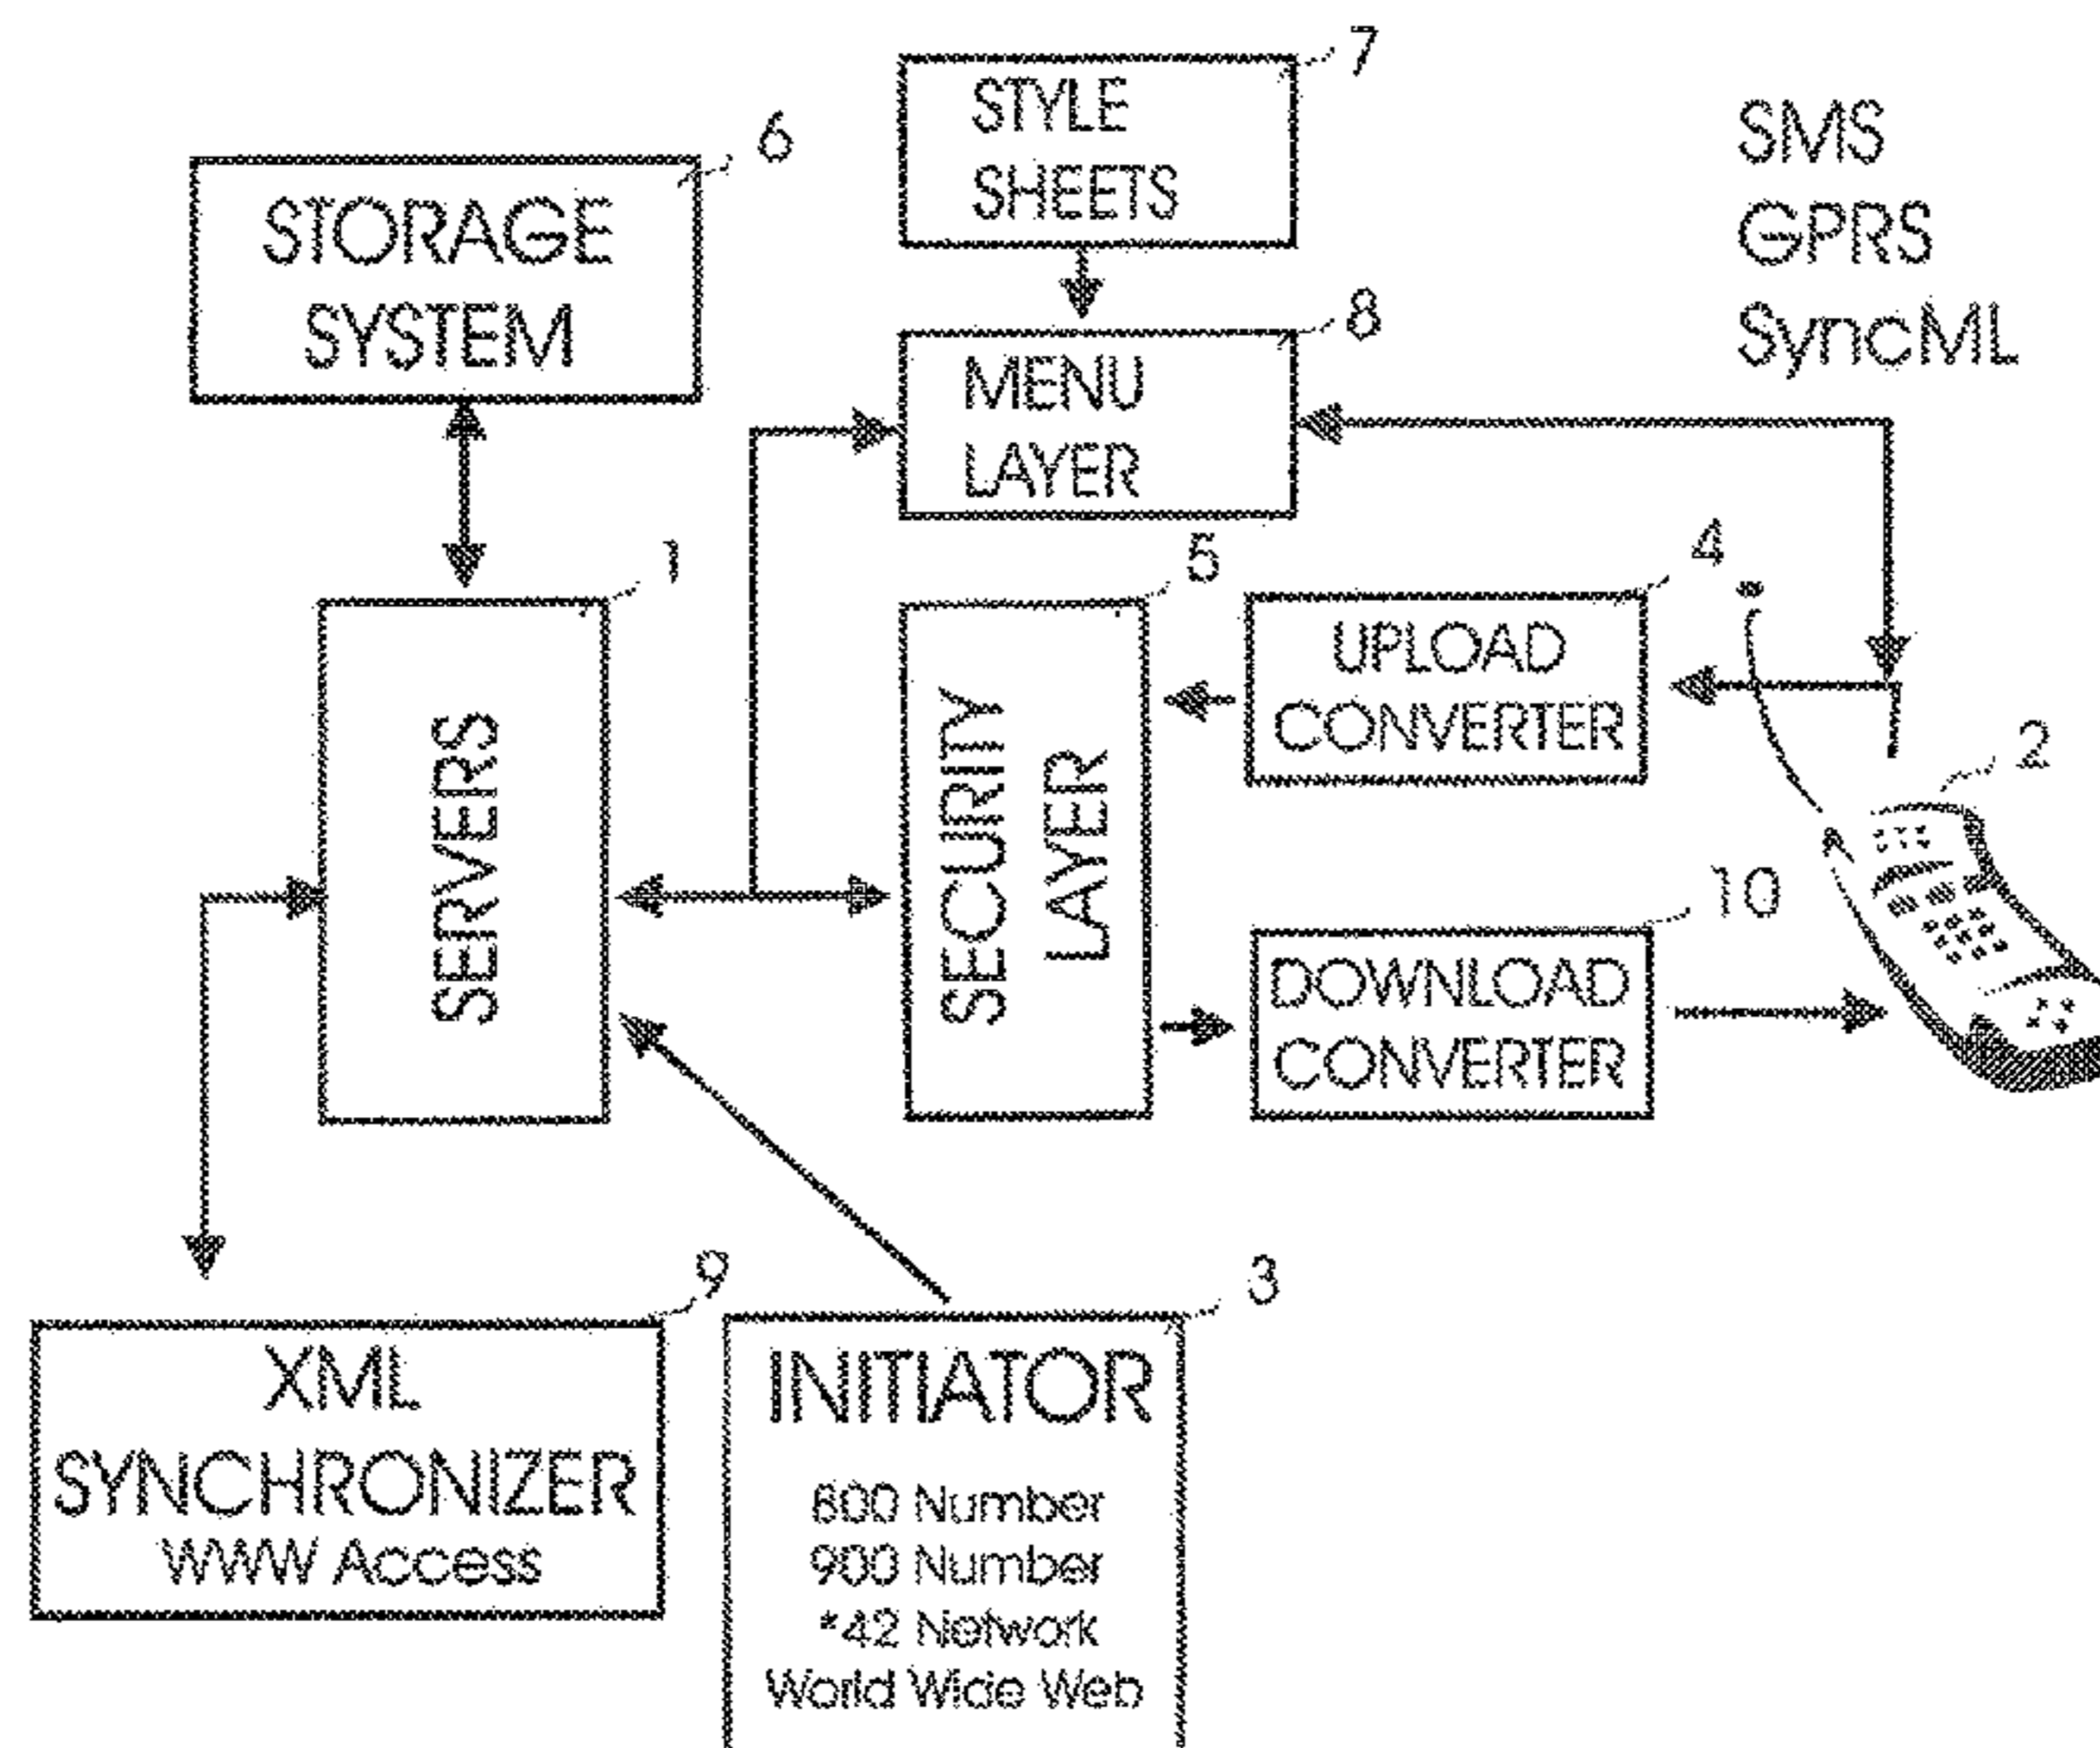 7
STYLE
SHEETS
6
STORAGE
SYSTEM
SMS
GPRS
SyncML
8
MENU
LAYER
1
SERVERS
5
SECURITY
LAYER
4
UPLOAD
CONVERTER
2
10
DOWNLOAD
CONVERTER
9
XML
SYNCHRONIZER
WWW Access
3
INITIATOR
800 Number
900 Number
*42 Network
World Wide Web